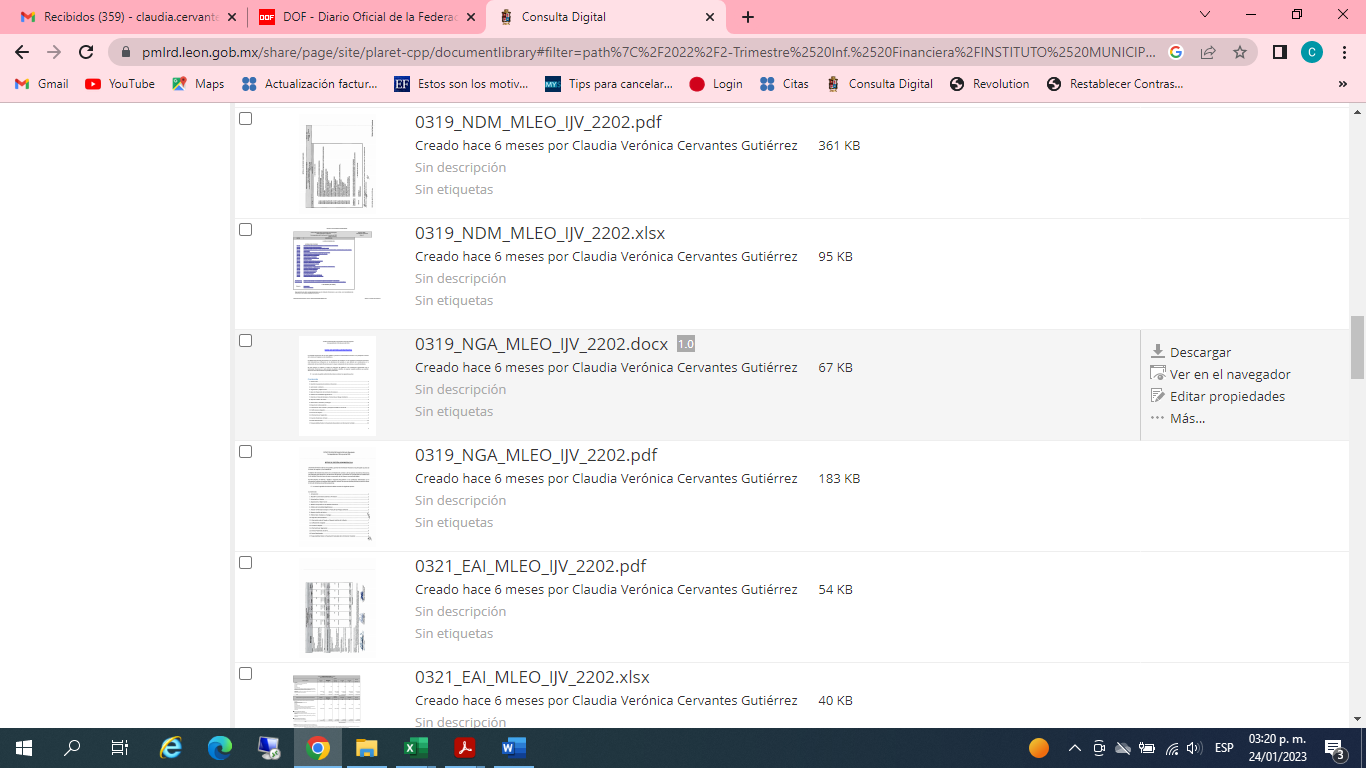 Recibidos (359) - claudia.cervante
DOF - Diario Oficial de la Federac
Consulta Digital
pmlrd.leon.gob.mx/share/page/site/plaret-cpp/documentlibrary#filter=path%7C%2F2022%2F2-Trimestre%2520Inf.%2520Financiera%2FINSTITUTO%2520MUNICIP...
C
Gmail
YouTube
Maps
Actualización factur...
EF
Estos son los motiv...
MY
Tips para cancelar...
Login
Citas
Consulta Digital
Revolution
Restablecer Contras...
»
0319_NDM_MLEO_IJV_2202.pdf
Creado hace 6 meses por Claudia Verónica Cervantes Gutiérrez 361 KB
Sin descripción
Sin etiquetas
0319_NDM_MLEO_IJV_2202.xlsx
Creado hace 6 meses por Claudia Verónica Cervantes Gutiérrez 95 KB
Sin descripción
Sin etiquetas
0319_NGA_MLEO_IJV_2202.docx 1.0
Creado hace 6 meses por Claudia Verónica Cervantes Gutiérrez 67 KB
Sin descripción
Sin etiquetas
Descargar
Ver en el navegador
Editar propiedades
Más...
0319_NGA_MLEO_IJV_2202.pdf
Creado hace 6 meses por Claudia Verónica Cervantes Gutiérrez 183 KB
Sin descripción
Sin etiquetas
0321_EAI_MLEO_IJV_2202.pdf
Creado hace 6 meses por Claudia Verónica Cervantes Gutiérrez 54 KB
Sin descripción
Sin etiquetas
0321_EAI_MLEO_IJV_2202.xlsx
Creado hace 6 meses por Claudia Verónica Cervantes Gutiérrez 40 KB
Sin descripción
ESP
03:20 p. m.
24/01/2023
3